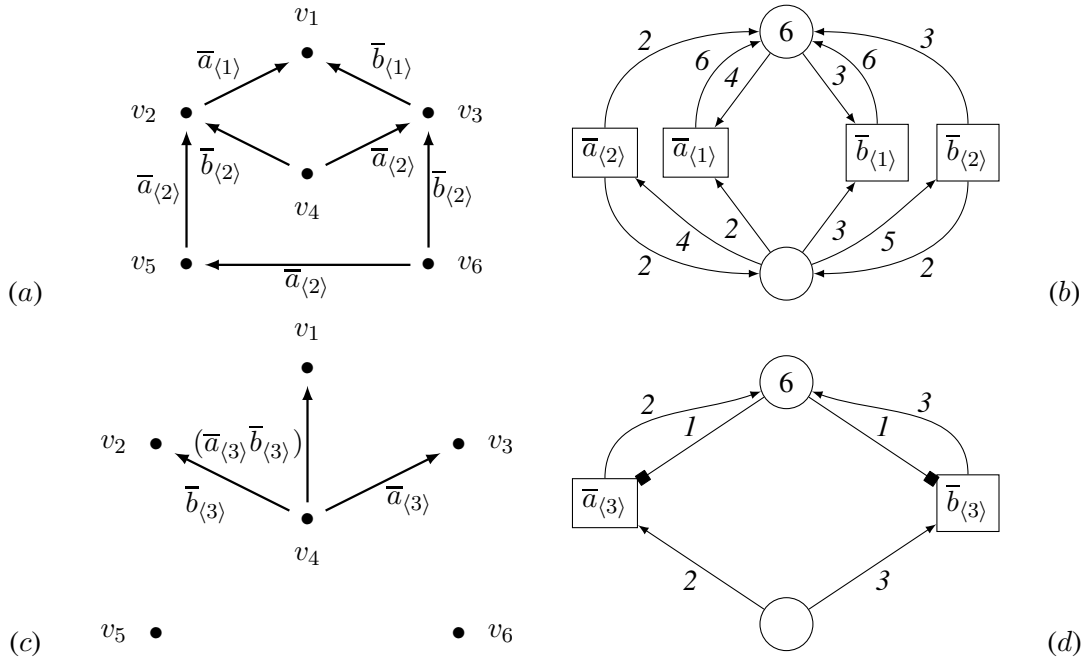 v₁
a̅⟨1⟩ b̅⟨1⟩
v₂ v₃
a̅⟨2⟩ b̅⟨2⟩ a̅⟨2⟩ b̅⟨2⟩
v₄
v₅ v₆
a̅⟨2⟩
(a)
6
2 6 4 3 6 3
a̅⟨2⟩ a̅⟨1⟩ b̅⟨1⟩ b̅⟨2⟩
2 4 2 3 5 2
(b)
v₁
v₂ (a̅⟨3⟩b̅⟨3⟩) v₃
b̅⟨3⟩ a̅⟨3⟩
v₄
v₅ v₆
(c)
6
2 1 1 3
a̅⟨3⟩ b̅⟨3⟩
2 3
(d)